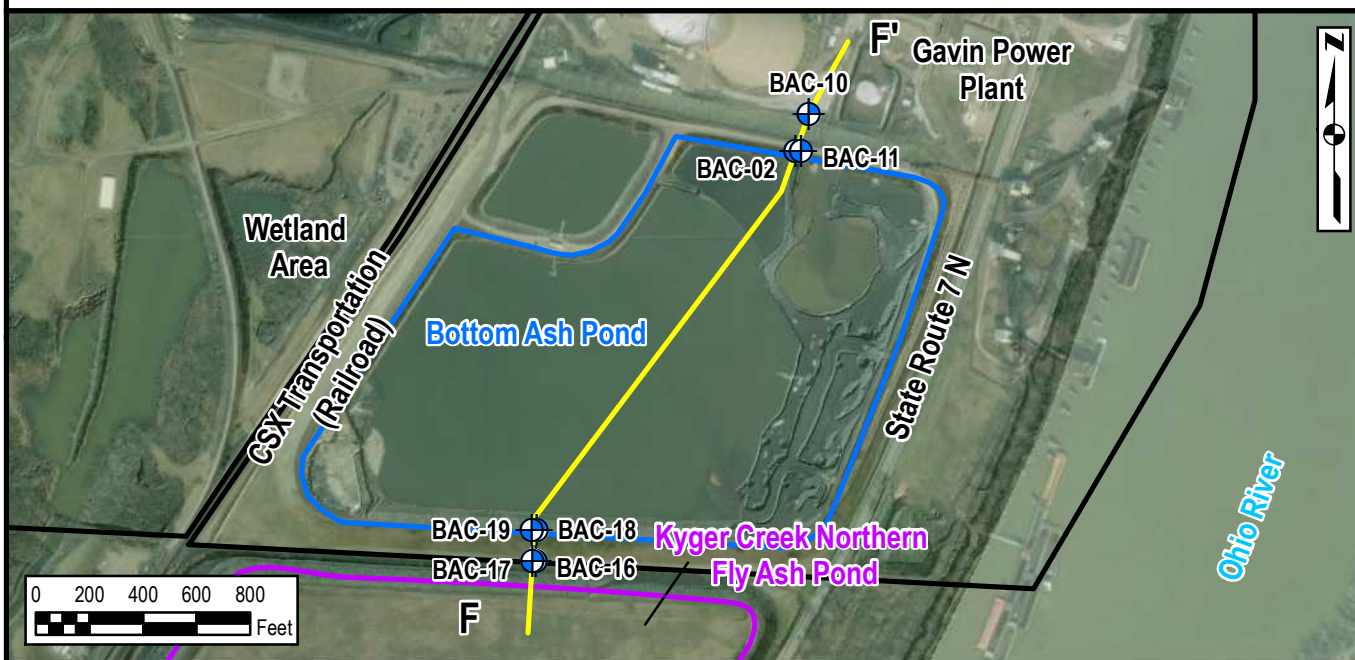 F'
Gavin Power
Plant
BAC-10
BAC-02
BAC-11
Wetland
Area
CSX Transportation
(Railroad)
Bottom Ash Pond
State Route 7 N
BAC-19
BAC-18
Kyger Creek Northern
Fly Ash Pond
BAC-17
BAC-16
Ohio River
F
0 200 400 600 800
Feet
Z